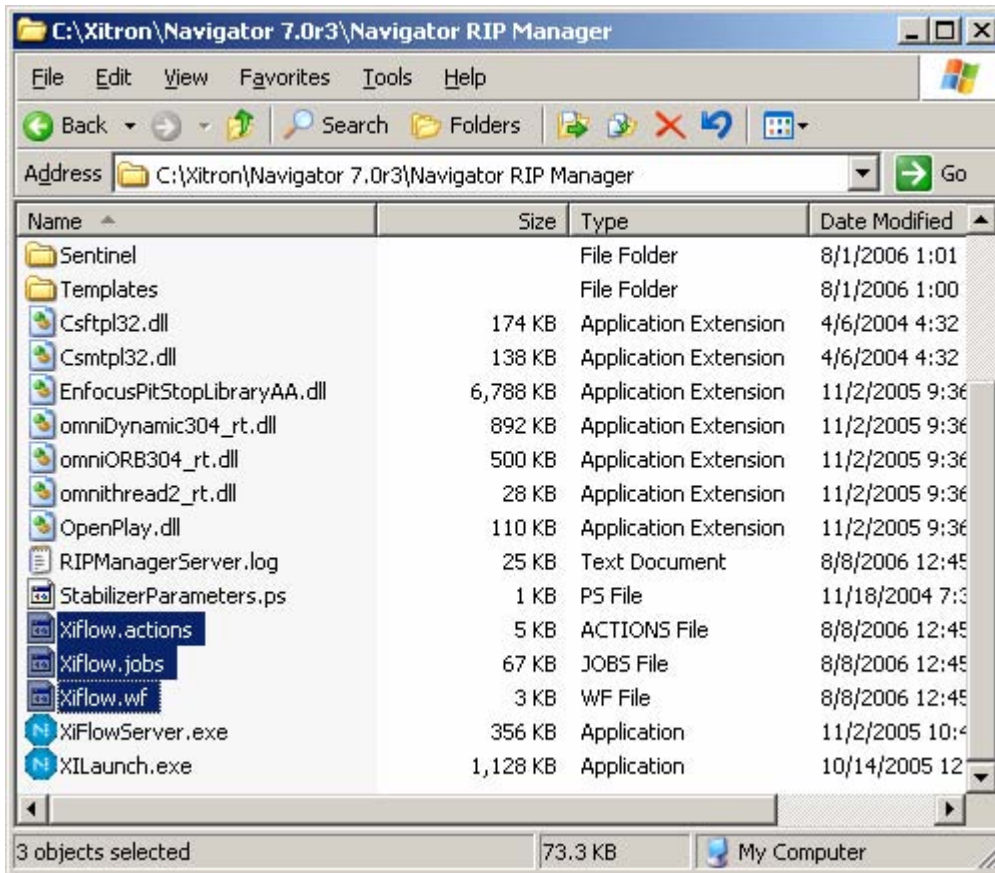 C:\Xitron\Navigator 7.0r3\Navigator RIP Manager
File Edit View Favorites Tools Help
Back Search Folders
Address C:\Xitron\Navigator 7.0r3\Navigator RIP Manager Go
Name Size Type Date Modified
Sentinel File Folder 8/1/2006 1:01
Templates File Folder 8/1/2006 1:00
Csftpl32.dll 174 KB Application Extension 4/6/2004 4:32
Csmtpl32.dll 138 KB Application Extension 4/6/2004 4:32
EnfocusPitStopLibraryAA.dll 6,788 KB Application Extension 11/2/2005 9:36
omniDynamic304_rt.dll 892 KB Application Extension 11/2/2005 9:36
omniORB304_rt.dll 500 KB Application Extension 11/2/2005 9:36
omnithread2_rt.dll 28 KB Application Extension 11/2/2005 9:36
OpenPlay.dll 110 KB Application Extension 11/2/2005 9:36
RIPManagerServer.log 25 KB Text Document 8/8/2006 12:45
StabilizerParameters.ps 1 KB PS File 11/18/2004 7:3
Xiflow.actions 5 KB ACTIONS File 8/8/2006 12:45
Xiflow.jobs 67 KB JOBS File 8/8/2006 12:45
Xiflow.wf 3 KB WF File 8/8/2006 12:45
XiFlowServer.exe 356 KB Application 11/2/2005 10:4
XILaunch.exe 1,128 KB Application 10/14/2005 12
3 objects selected 73.3 KB My Computer